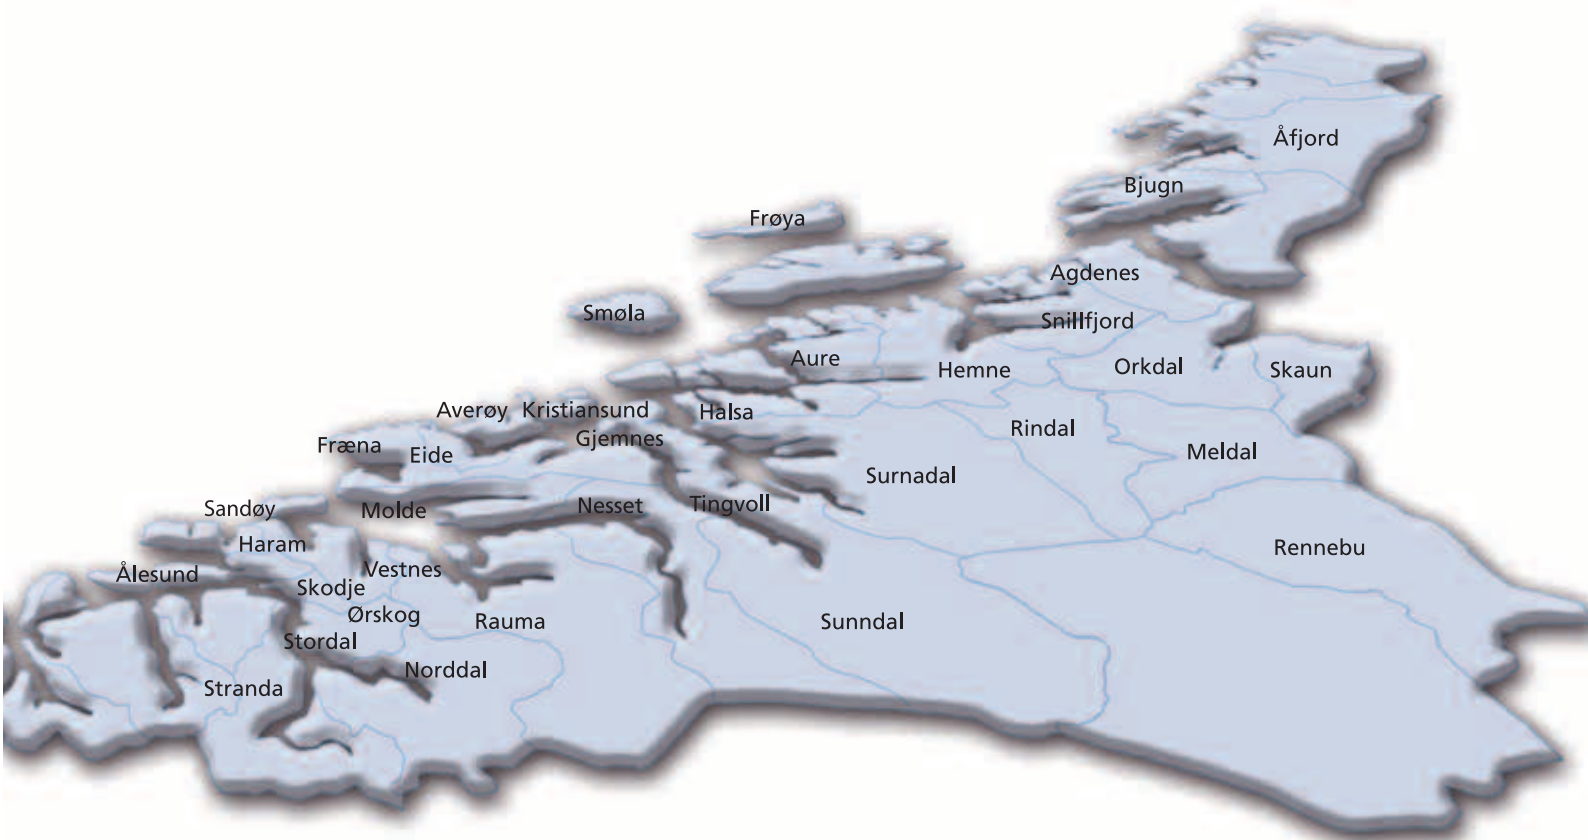 Åfjord
Bjugn
Frøya
Agdenes
Smøla
Snillfjord
Aure
Hemne
Orkdal
Skaun
Averøy
Kristiansund
Halsa
Rindal
Gjemnes
Fræna
Eide
Meldal
Surnadal
Sandøy
Molde
Nesset
Tingvoll
Haram
Rennebu
Ålesund
Vestnes
Skodje
Ørskog
Rauma
Sunndal
Stordal
Norddal
Stranda